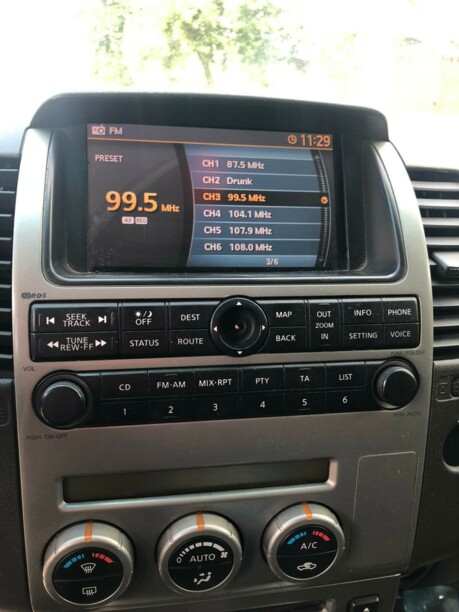 FM
11:29
PRESET
99.5 MHz
CH1 87.5 MHz
CH2 Drunk
CH3 99.5 MHz
CH4 104.1 MHz
CH5 107.9 MHz
CH6 108.0 MHz
3/6
R·D·S
SEEK
TRACK
OFF
DEST
MAP
OUT
ZOOM
IN
INFO
PHONE
TUNE
REW-FF
STATUS
ROUTE
BACK
SETTING
VOICE
VOL
CD
FM-AM
MIX-RPT
PTY
TA
LIST
1
2
3
4
5
6
PUSH ON-OFF
PUSH AUDIO
AUTO
A/C